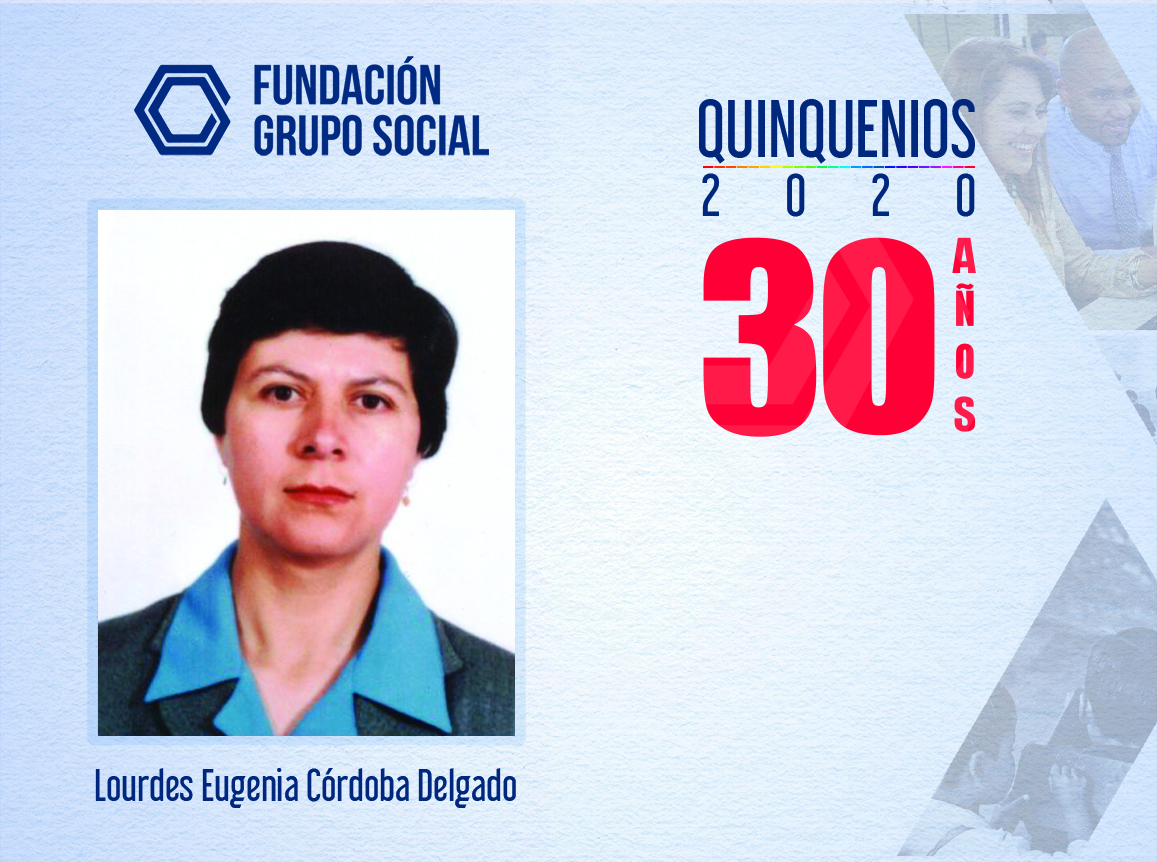 FUNDACIÓN
GRUPO SOCIAL
QUINQUENIOS
2020
30
AÑOS
Lourdes Eugenia Córdoba Delgado